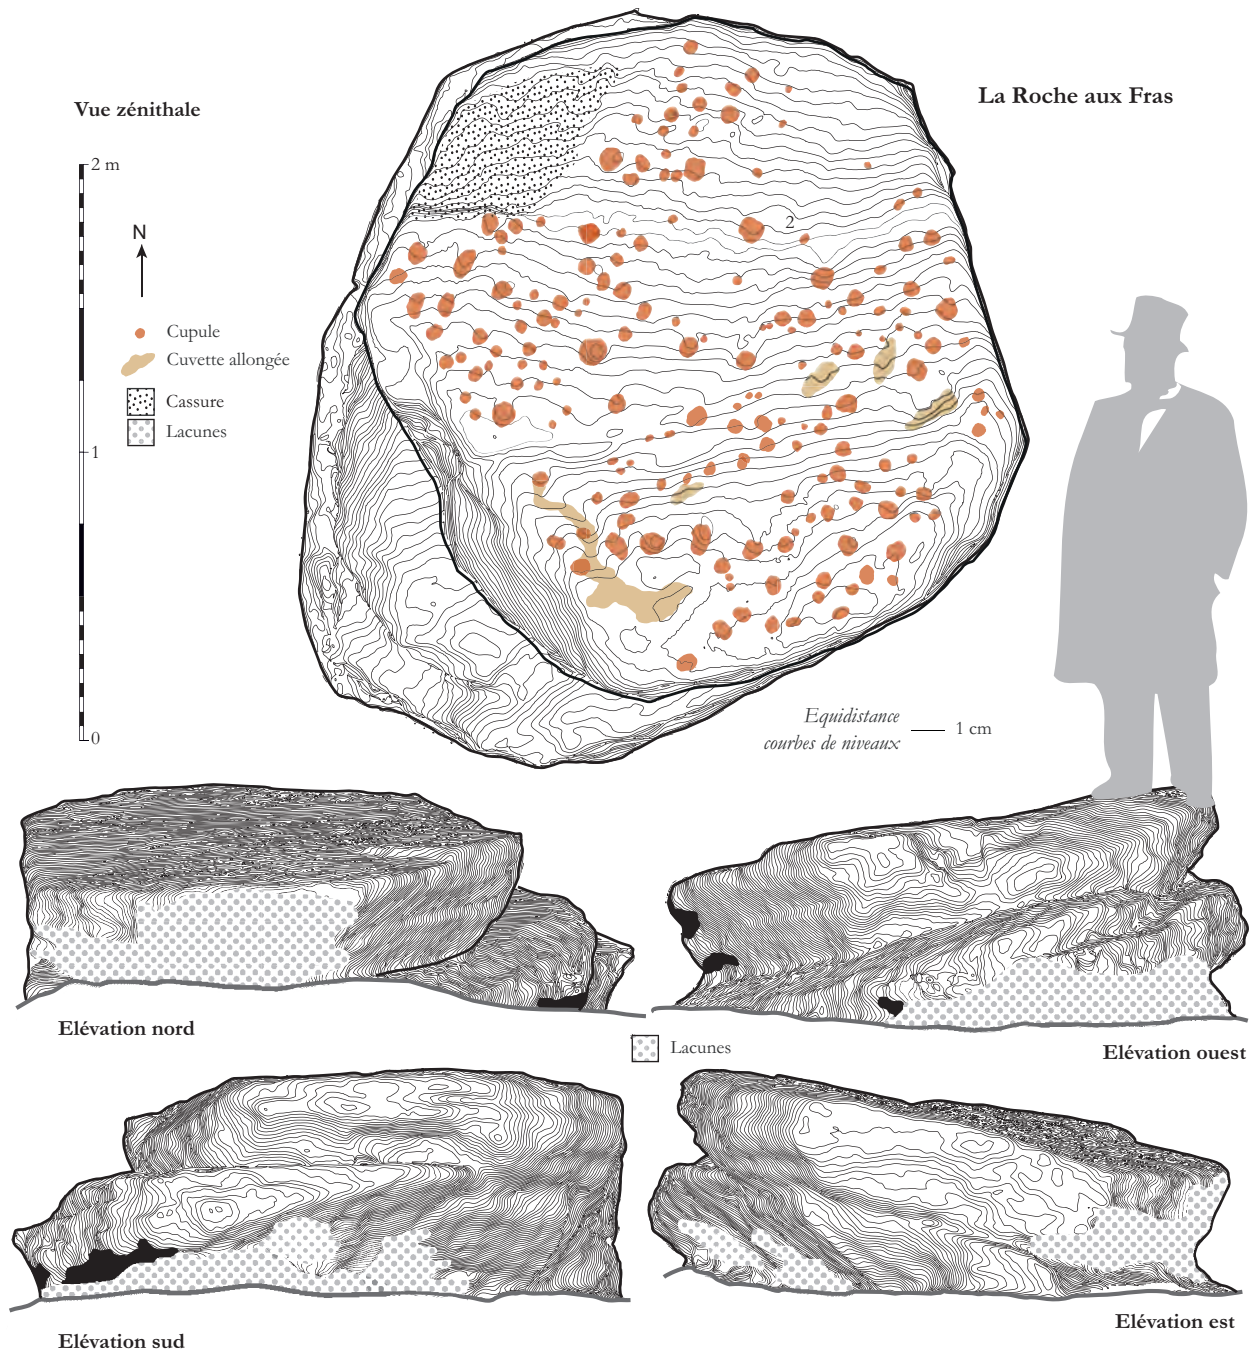 La Roche aux Fras
Vue zénithale
2 m
N
2
Cupule
Cuvette allongée
Cassure
Lacunes
1
0
Equidistance
courbes de niveaux
1 cm
Elévation nord
Elévation ouest
Lacunes
Elévation sud
Elévation est